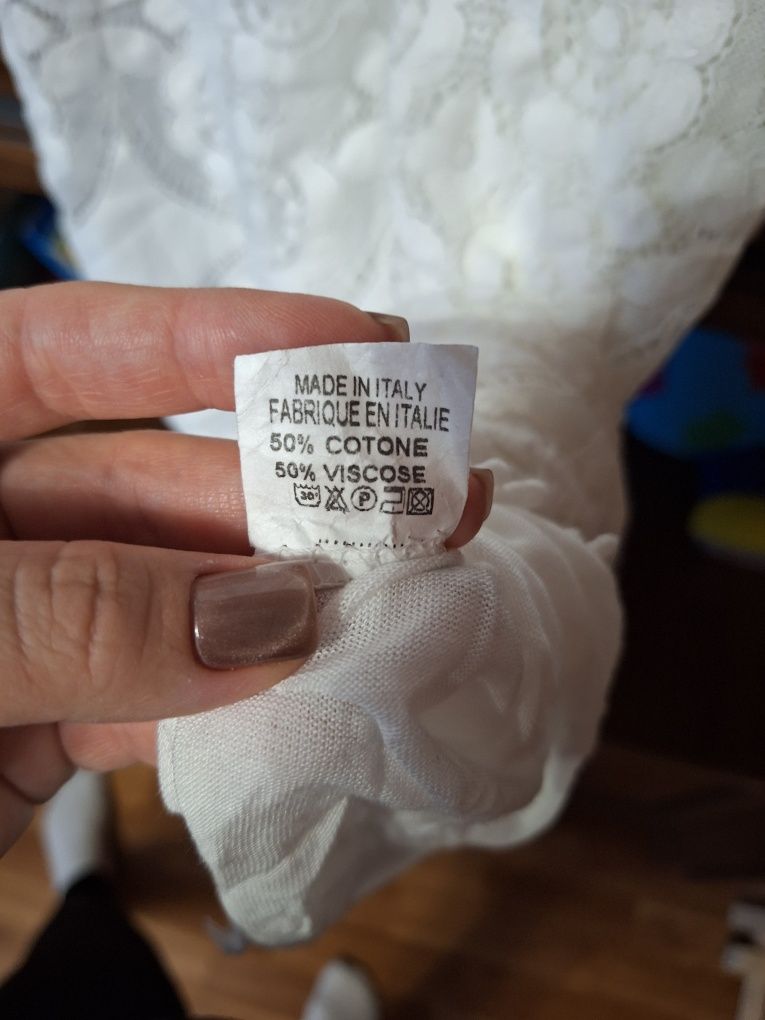 MADE IN ITALY
FABRIQUE EN ITALIE
50% COTONE
50% VISCOSE
30° P